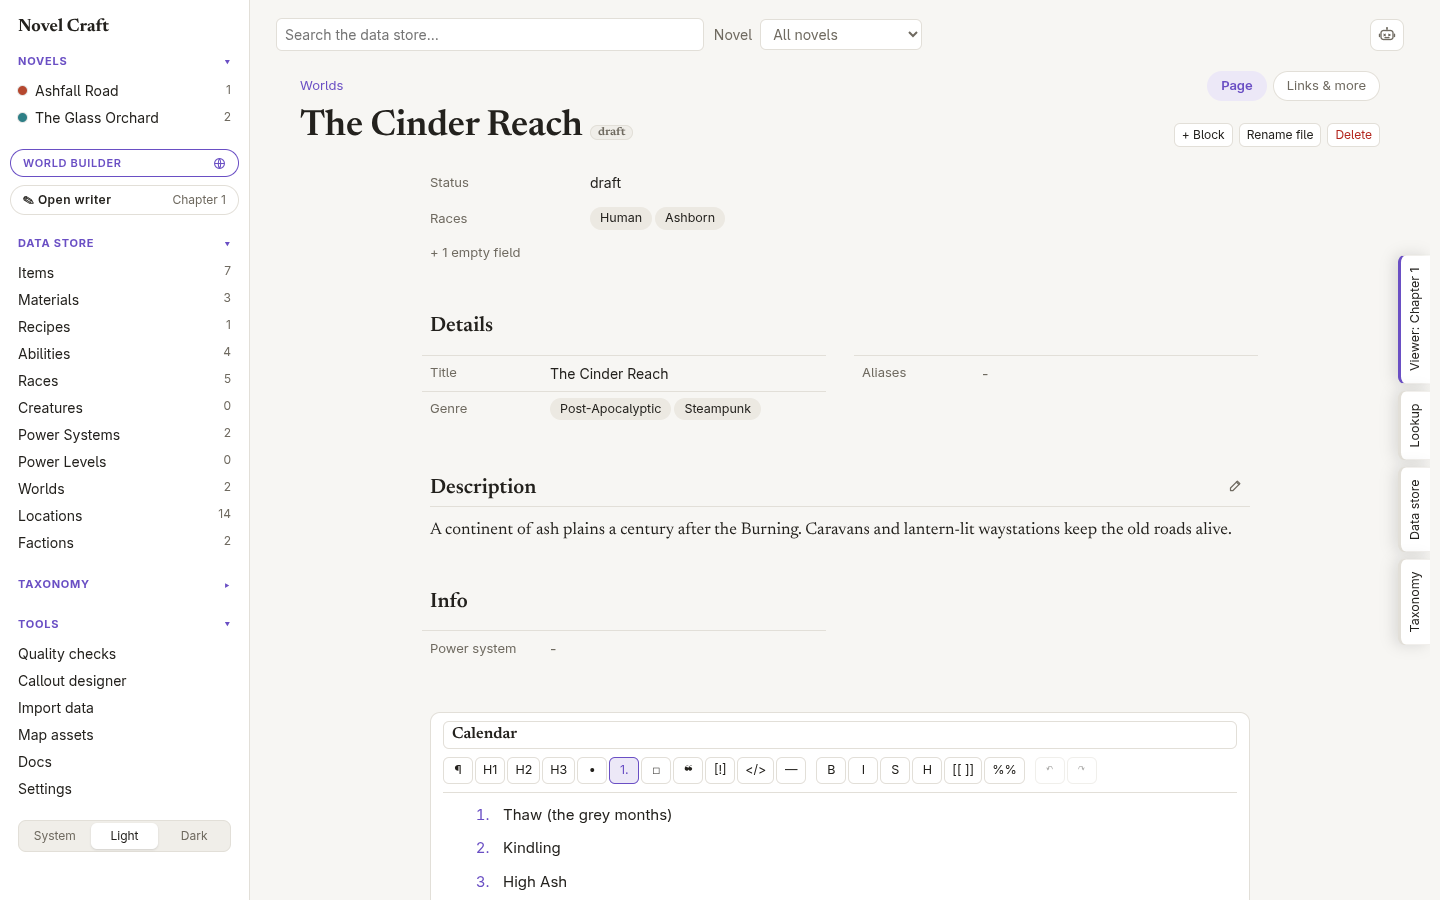 Novel Craft
NOVELS ▾
Ashfall Road 1
The Glass Orchard 2
WORLD BUILDER
✎ Open writer Chapter 1
DATA STORE ▾
Items 7
Materials 3
Recipes 1
Abilities 4
Races 5
Creatures 0
Power Systems 2
Power Levels 0
Worlds 2
Locations 14
Factions 2
TAXONOMY ▸
TOOLS ▾
Quality checks
Callout designer
Import data
Map assets
Docs
Settings
System Light Dark
Search the data store... Novel All novels
Worlds Page Links & more
The Cinder Reach draft
+ Block Rename file Delete
Status draft
Races Human Ashborn
+ 1 empty field
Details
Title The Cinder Reach Aliases -
Genre Post-Apocalyptic Steampunk
Description
A continent of ash plains a century after the Burning. Caravans and lantern-lit waystations keep the old roads alive.
Info
Power system -
Calendar
¶ H1 H2 H3 • 1. □ ❝ [!] </> — B I S H [[ ]] %% ↶ ↷
1. Thaw (the grey months)
2. Kindling
3. High Ash
Viewer: Chapter 1
Lookup
Data store
Taxonomy